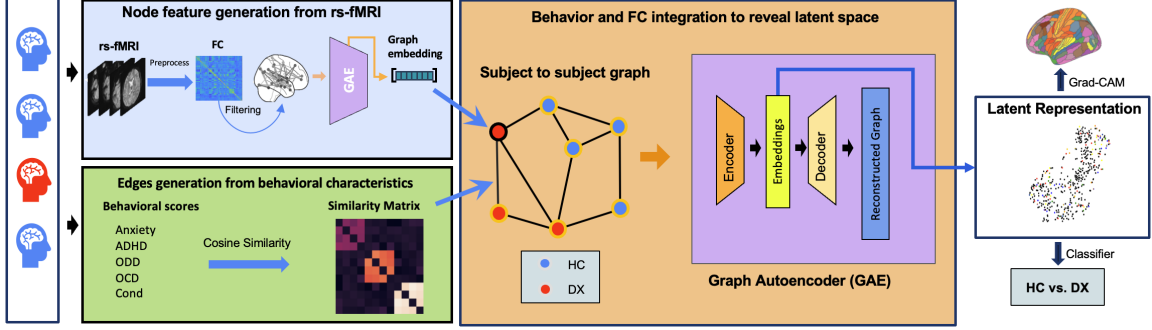 Node feature generation from rs-fMRI
rs-fMRI
Preprocess
FC
Filtering
GAE
Graph
embedding
Edges generation from behavioral characteristics
Behavioral scores
Anxiety
ADHD
ODD
OCD
Cond
Cosine Similarity
Similarity Matrix
Behavior and FC integration to reveal latent space
Subject to subject graph
HC
DX
Encoder
Embeddings
Decoder
Reconstructed Graph
Graph Autoencoder (GAE)
Grad-CAM
Latent Representation
Classifier
HC vs. DX